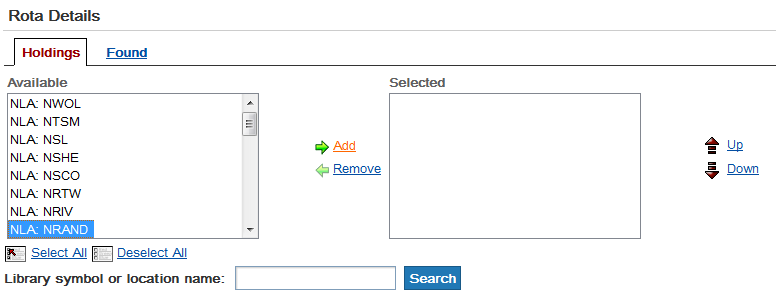 Rota Details
Holdings Found
Available Selected
NLA: NWOL
NLA: NTSM
NLA: NSL
NLA: NSHE
NLA: NSCO
NLA: NRTW
NLA: NRIV
NLA: NRAND
Add
Remove
Up
Down
Select All Deselect All
Library symbol or location name: Search